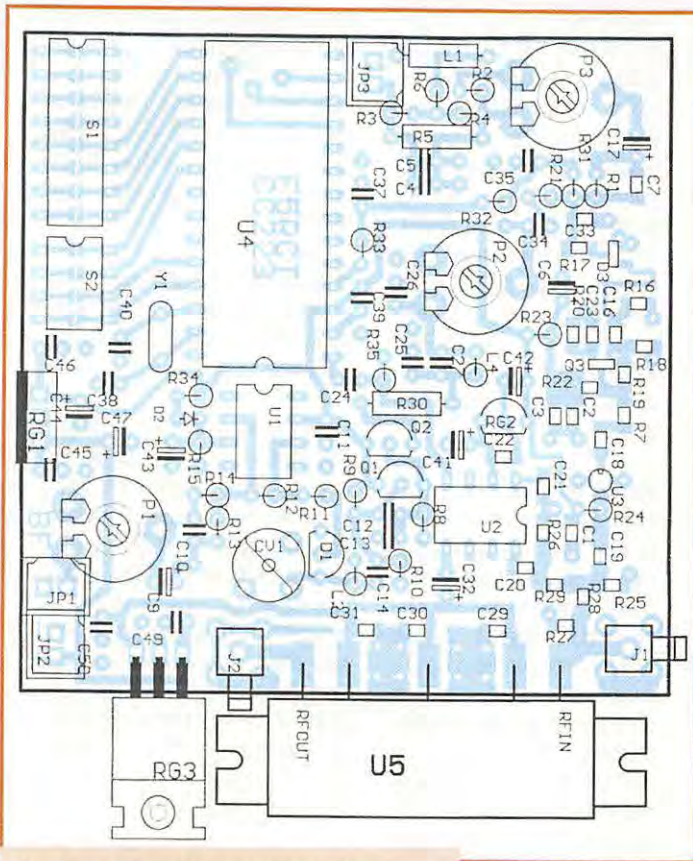 L1
P3
JP3
R6
R2
R3
R4
R5
S1
C17
+
C5
C4
R31
C7
R21
R1
C37
C35
U4
R32
C34
C33
R33
P2
R17
D3
S2
Y1
C26
C6
R16
C40
C39
R20
C23
C16
R23
C46
R35
C25
C2
L4
C42
+
Q3
R18
R34
C24
R22
R19
RG1
C44
+
C38
C47
+
D2
U1
R30
RG2
C3
C2
R7
C11
Q2
+
C22
C45
C43
+
R15
C41
C18
R14
R9
Q1
C21
U3
P1
R12
R11
R8
U2
R24
R13
C12
R26
C1
CV1
D1
C13
C19
C10
R10
C20
JP1
C9
L2
C14
C32
+
R29
R28
R25
JP2
C50
C49
J2
C31
C30
C29
R27
J1
RFOUT
RFIN
RG3
U5